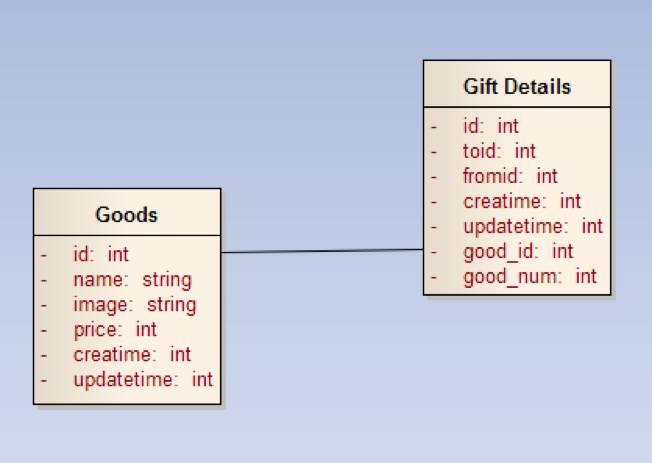 Gift Details
- id: int
- toid: int
- fromid: int
- creatime: int
- updatetime: int
- good_id: int
- good_num: int
Goods
- id: int
- name: string
- image: string
- price: int
- creatime: int
- updatetime: int